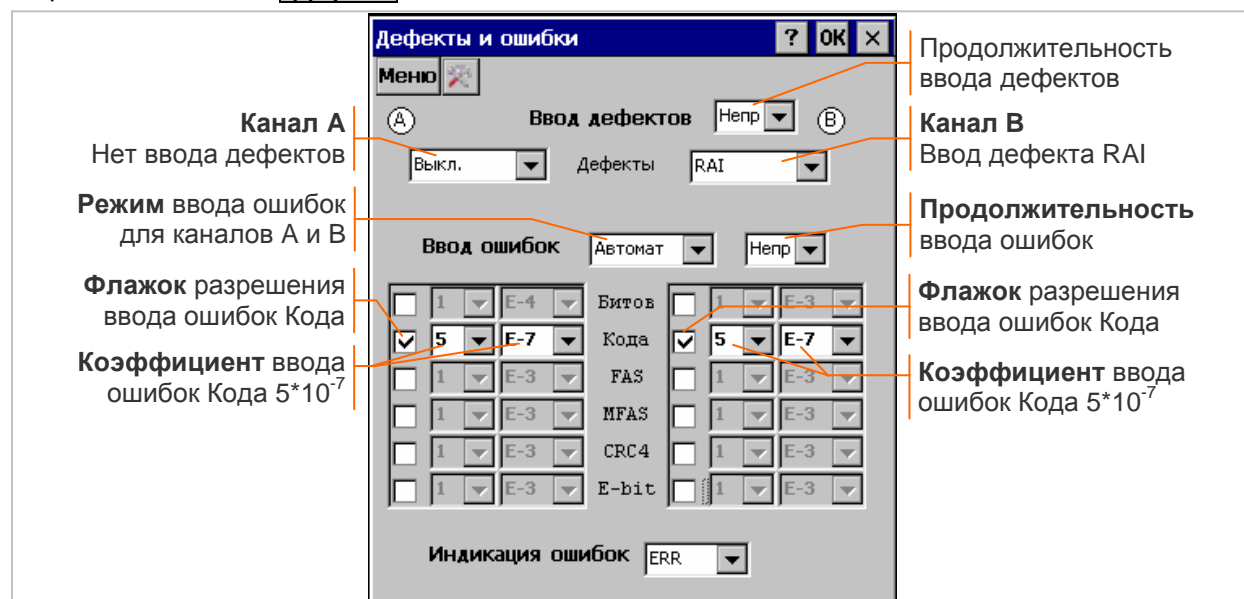 Дефекты и ошибки ? OK ×
Меню
Продолжительность
ввода дефектов
A Ввод дефектов Непр B
Канал А
Нет ввода дефектов
Выкл. Дефекты RAI
Канал В
Ввод дефекта RAI
Режим ввода ошибок
для каналов А и В
Ввод ошибок Автомат Непр
Продолжительность
ввода ошибок
Флажок разрешения
ввода ошибок Кода
1 E-4 Битов 1 E-3
Флажок разрешения
ввода ошибок Кода
5 E-7 Кода 5 E-7
Коэффициент ввода
ошибок Кода 5*10-7
1 E-3 FAS 1 E-3
Коэффициент ввода
ошибок Кода 5*10-7
1 E-3 MFAS 1 E-3
1 E-3 CRC4 1 E-3
1 E-3 E-bit 1 E-3
Индикация ошибок ERR